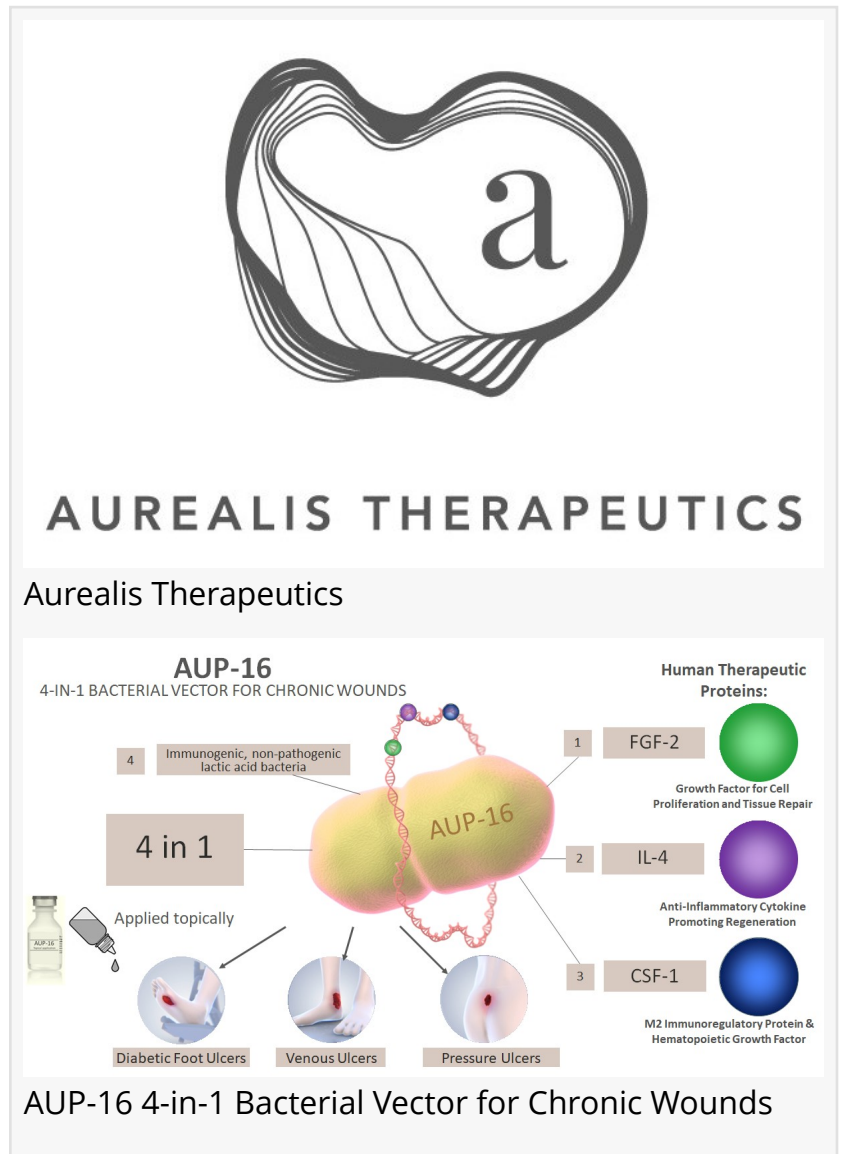 a
AUREALIS THERAPEUTICS
Aurealis Therapeutics
AUP-16
4-IN-1 BACTERIAL VECTOR FOR CHRONIC WOUNDS
Human Therapeutic
Proteins:
4
Immunogenic, non-pathogenic
lactic acid bacteria
1
FGF-2
Growth Factor for Cell
Proliferation and Tissue Repair
AUP-16
4 in 1
2
IL-4
Anti-Inflammatory Cytokine
Promoting Regeneration
Applied topically
AUP-16
3
CSF-1
M2 Immunoregulatory Protein &
Hematopoietic Growth Factor
Diabetic Foot Ulcers
Venous Ulcers
Pressure Ulcers
AUP-16 4-in-1 Bacterial Vector for Chronic Wounds